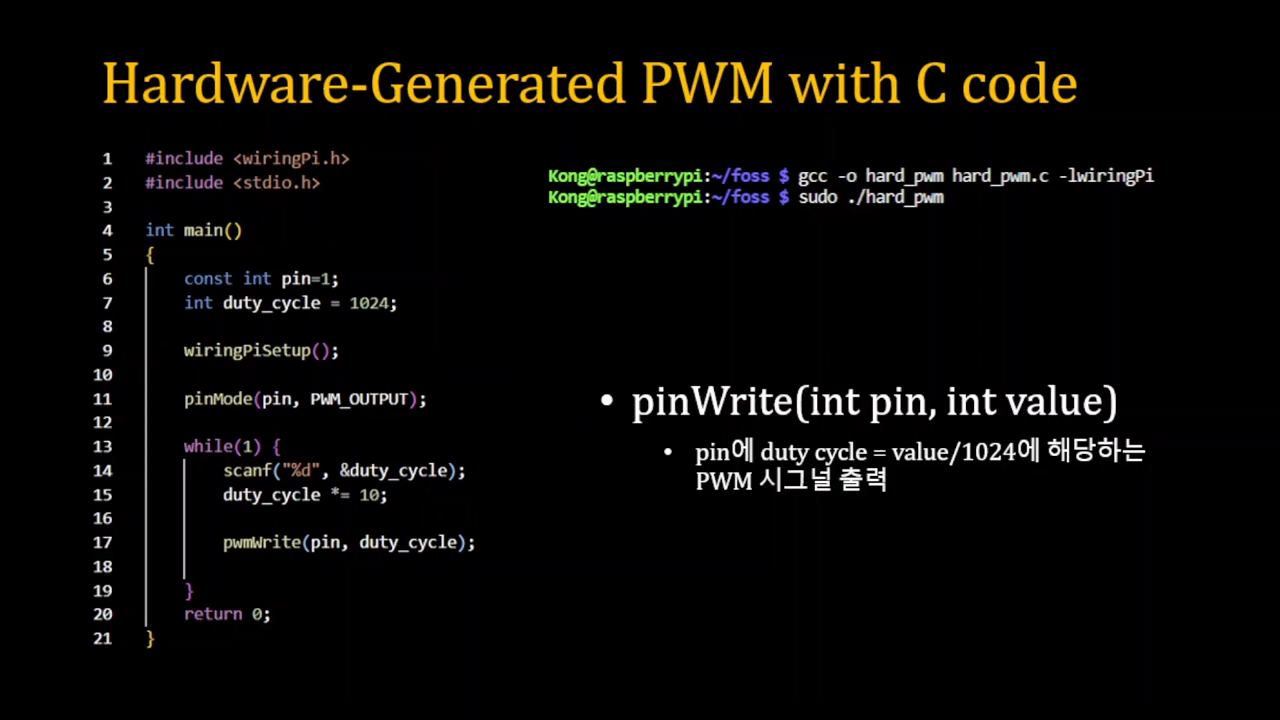 Hardware-Generated PWM with C code
1 #include <wiringPi.h>
2 #include <stdio.h>
3
4 int main()
5 {
6 const int pin=1;
7 int duty_cycle = 1024;
8
9 wiringPiSetup();
10
11 pinMode(pin, PWM_OUTPUT);
12
13 while(1) {
14 scanf("%d", &duty_cycle);
15 duty_cycle *= 10;
16
17 pwmWrite(pin, duty_cycle);
18
19 }
20 return 0;
21 }
Kong@raspberrypi:~/foss $ gcc -o hard_pwm hard_pwm.c -lwiringPi
Kong@raspberrypi:~/foss $ sudo ./hard_pwm
• pinWrite(int pin, int value)
• pin에 duty cycle = value/1024에 해당하는
PWM 시그널 출력